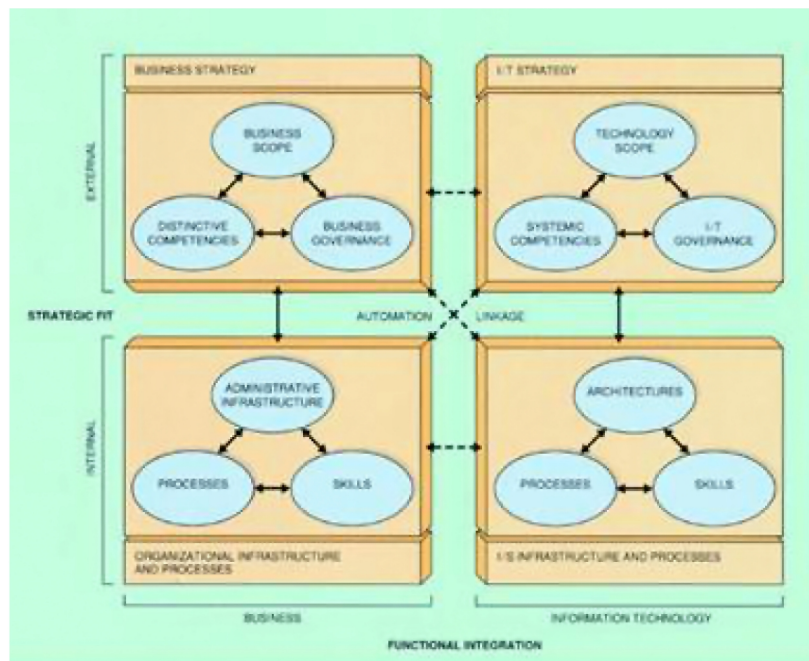 BUSINESS STRATEGY
I/T STRATEGY
EXTERNAL
BUSINESS
SCOPE
DISTINCTIVE
COMPETENCIES
BUSINESS
GOVERNANCE
TECHNOLOGY
SCOPE
SYSTEMIC
COMPETENCIES
I/T
GOVERNANCE
STRATEGIC FIT
AUTOMATION
LINKAGE
INTERNAL
ADMINISTRATIVE
INFRASTRUCTURE
PROCESSES
SKILLS
ARCHITECTURES
PROCESSES
SKILLS
ORGANIZATIONAL INFRASTRUCTURE
AND PROCESSES
I/S INFRASTRUCTURE AND PROCESSES
BUSINESS
INFORMATION TECHNOLOGY
FUNCTIONAL INTEGRATION